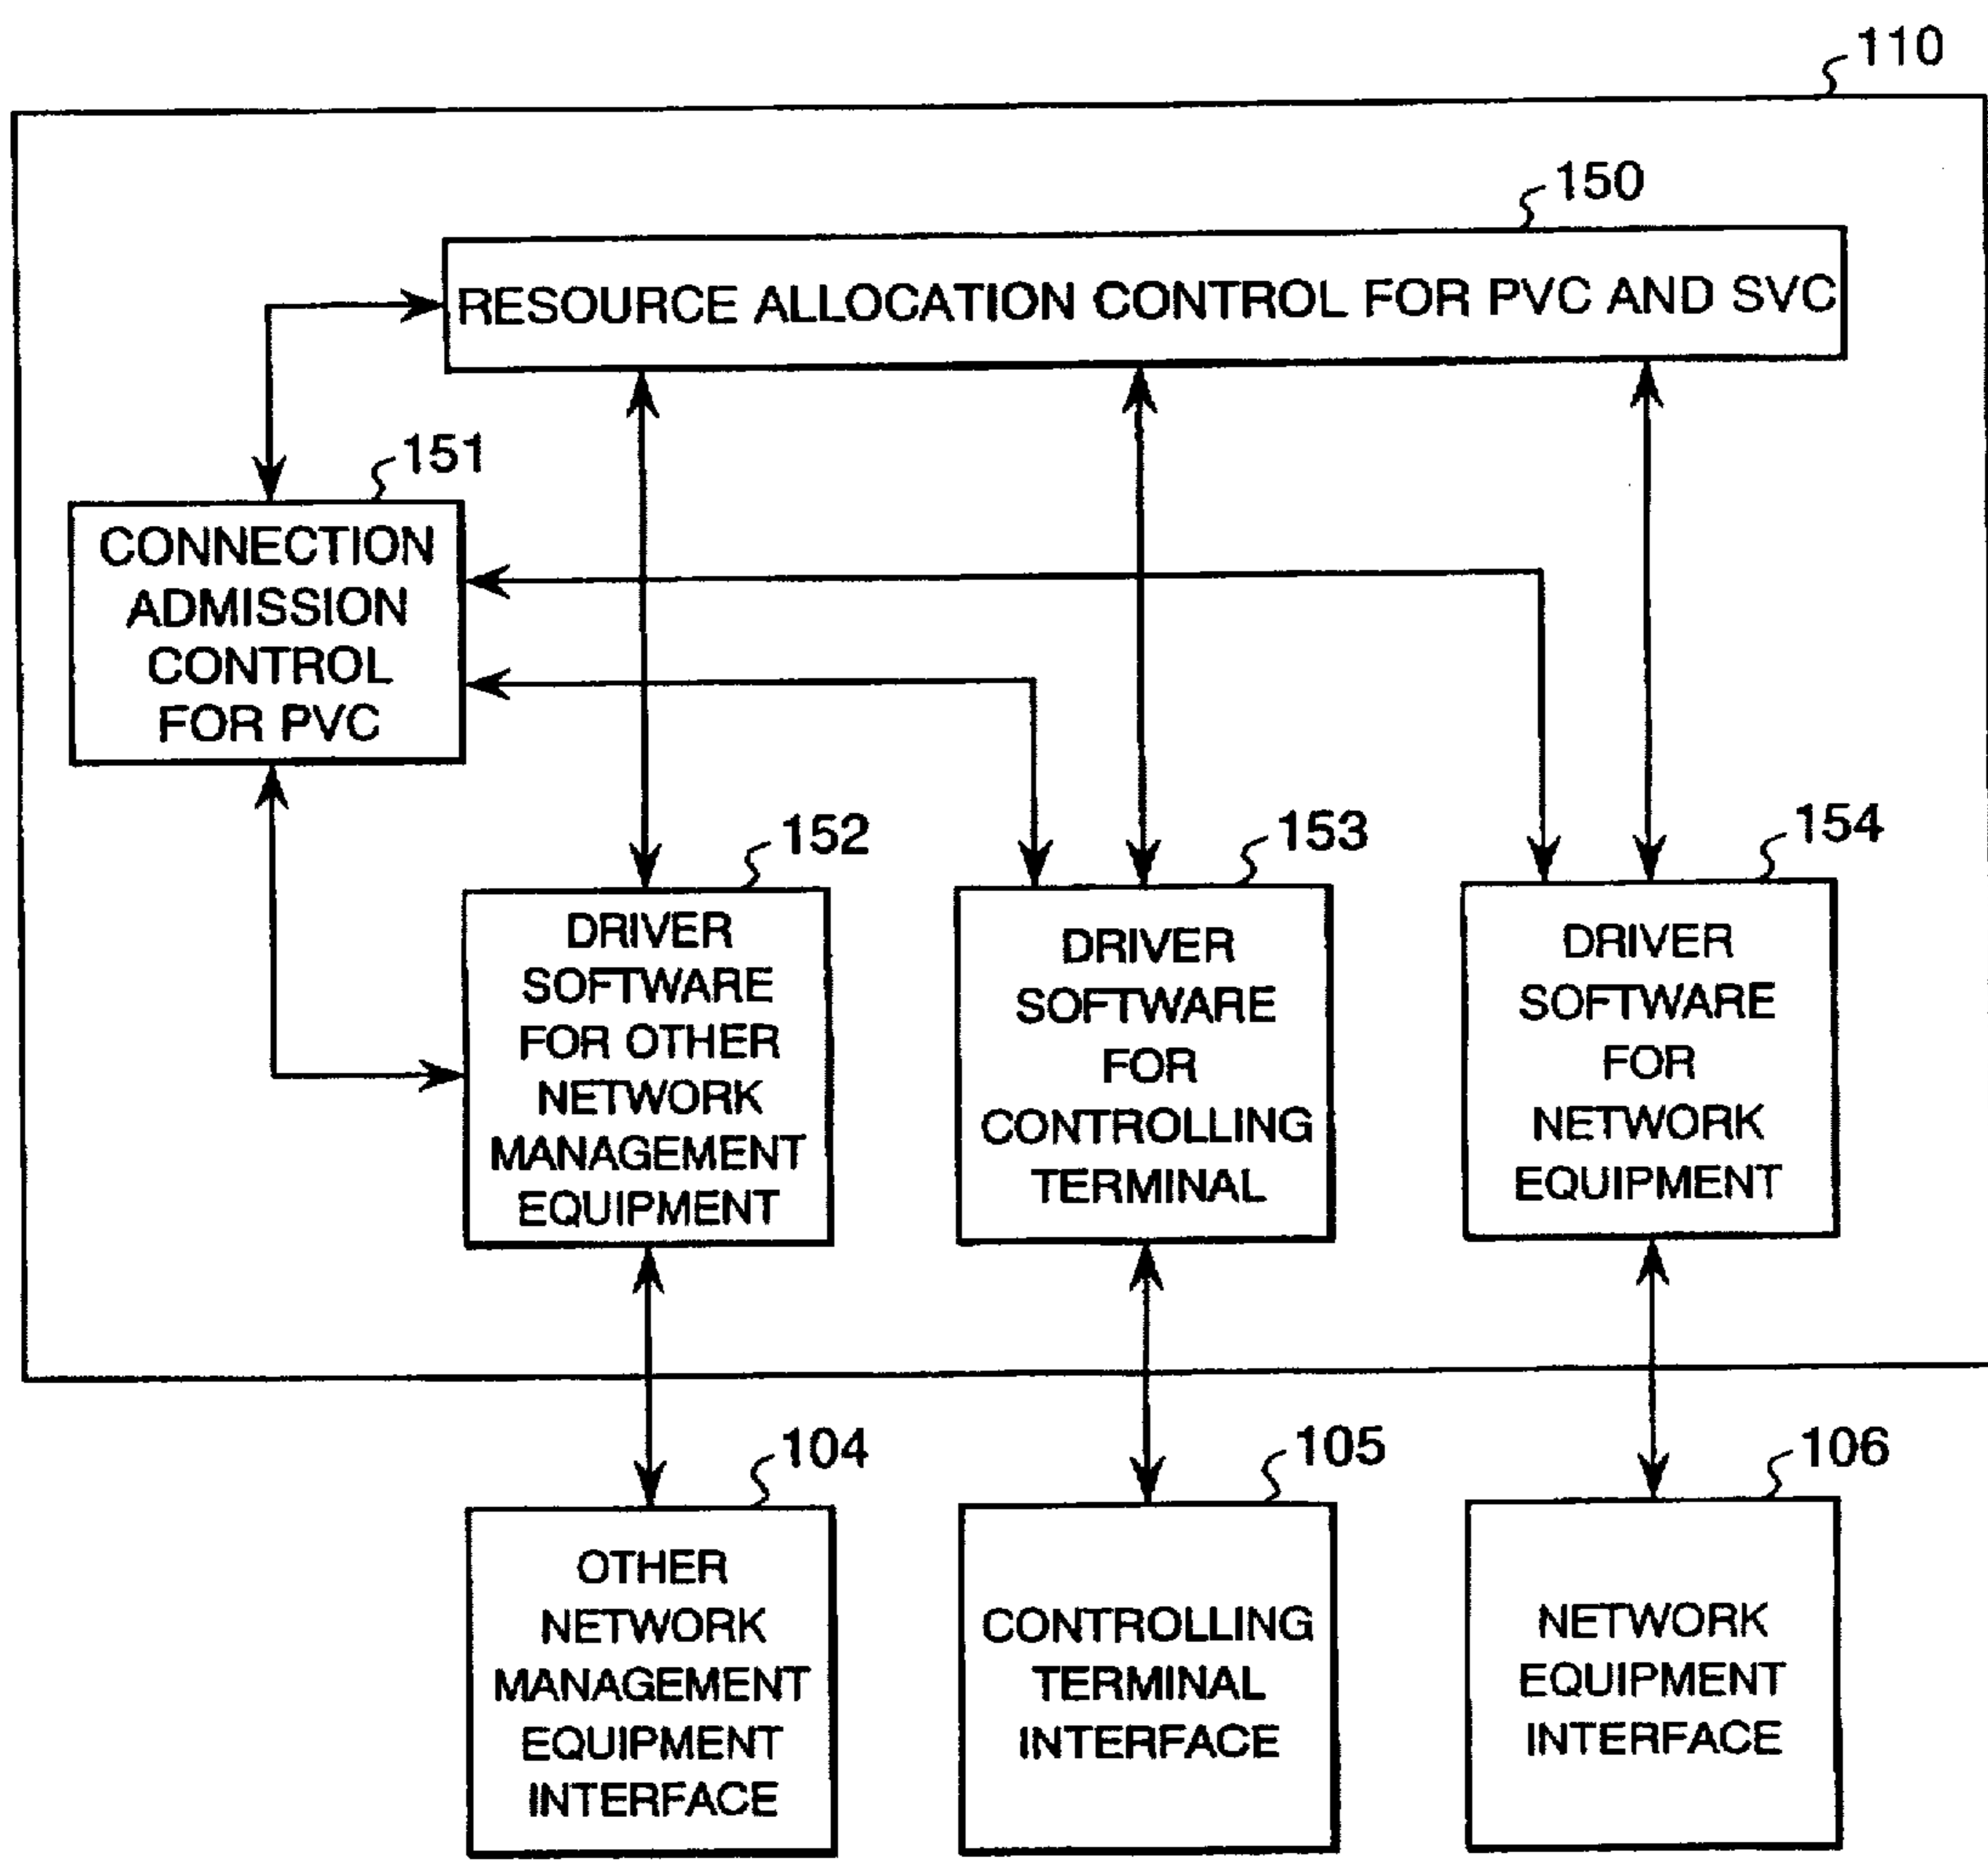 110
150
RESOURCE ALLOCATION CONTROL FOR PVC AND SVC
151
CONNECTION
ADMISSION
CONTROL
FOR PVC
152
DRIVER
SOFTWARE
FOR OTHER
NETWORK
MANAGEMENT
EQUIPMENT
153
DRIVER
SOFTWARE
FOR
CONTROLLING
TERMINAL
154
DRIVER
SOFTWARE
FOR
NETWORK
EQUIPMENT
104
OTHER
NETWORK
MANAGEMENT
EQUIPMENT
INTERFACE
105
CONTROLLING
TERMINAL
INTERFACE
106
NETWORK
EQUIPMENT
INTERFACE